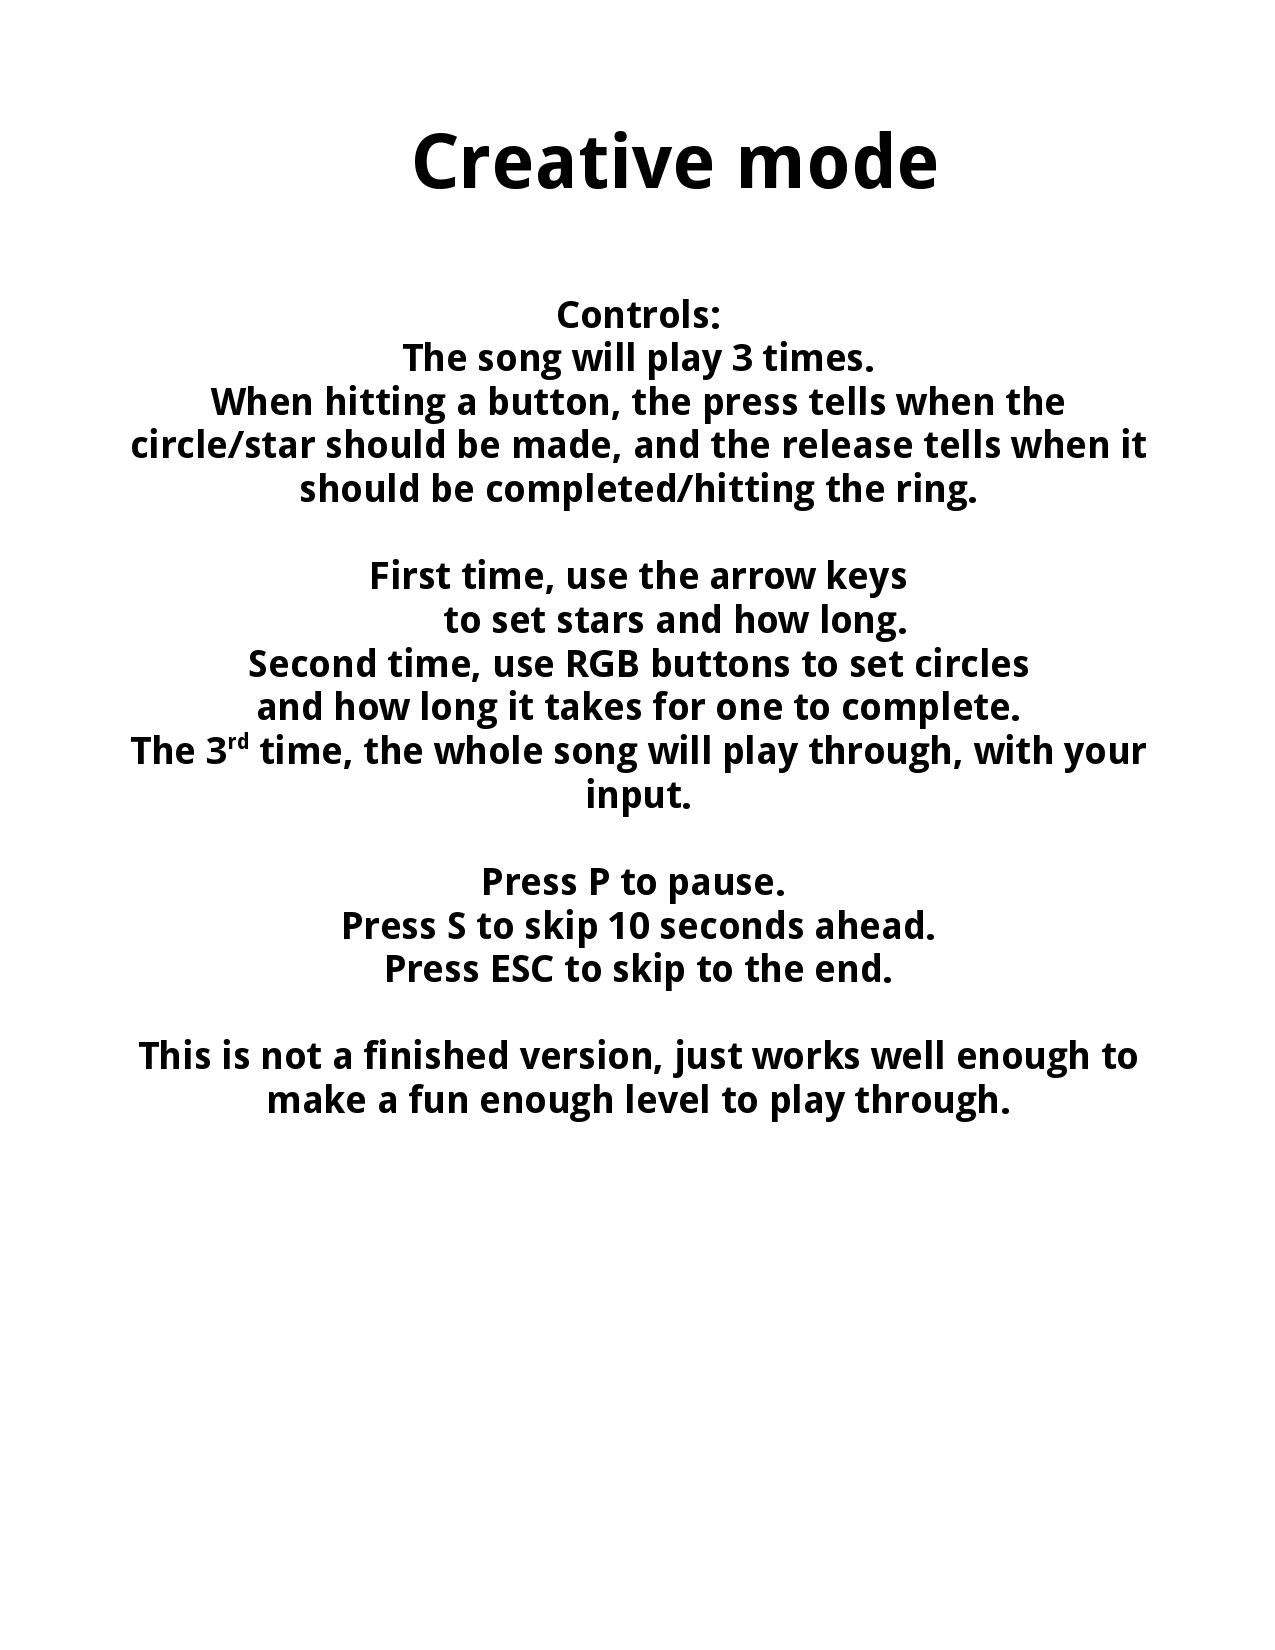 Creative mode
Controls:
The song will play 3 times.
When hitting a button, the press tells when the
circle/star should be made, and the release tells when it
should be completed/hitting the ring.
First time, use the arrow keys
to set stars and how long.
Second time, use RGB buttons to set circles
and how long it takes for one to complete.
The 3rd time, the whole song will play through, with your
input.
Press P to pause.
Press S to skip 10 seconds ahead.
Press ESC to skip to the end.
This is not a finished version, just works well enough to
make a fun enough level to play through.